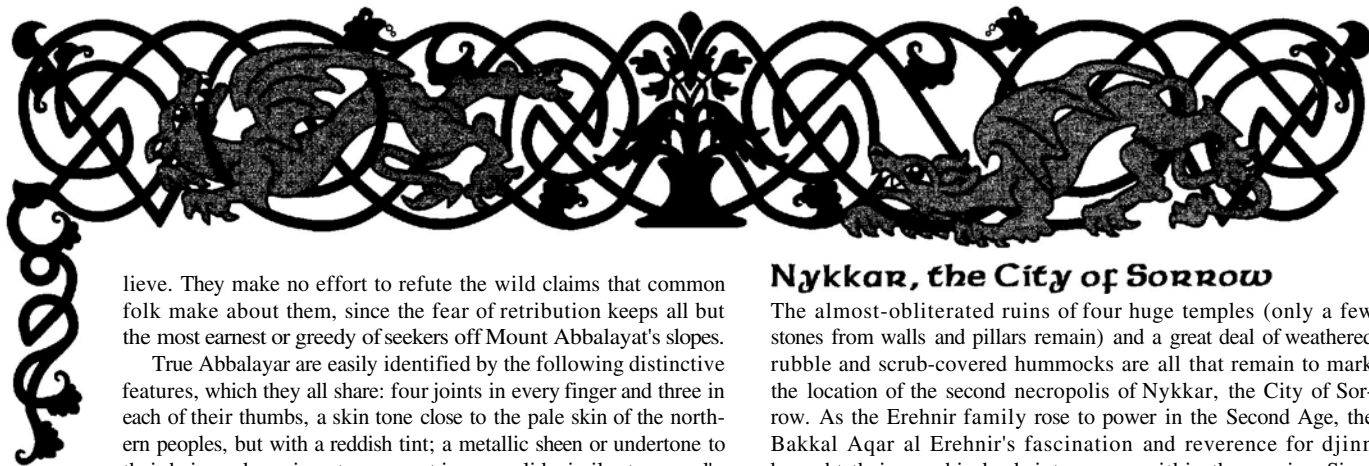 lieve. They make no effort to refute the wild claims that common
folk make about them, since the fear of retribution keeps all but
the most earnest or greedy of seekers off Mount Abbalayat's slopes.
True Abbalayar are easily identified by the following distinctive
features, which they all share: four joints in every finger and three in
each of their thumbs, a skin tone close to the pale skin of the north-
ern peoples, but with a reddish tint; a metallic sheen or undertone to
Nykkar, the City of Sorrow
The almost-obliterated ruins of four huge temples (only a few
stones from walls and pillars remain) and a great deal of weathered
rubble and scrub-covered hummocks are all that remain to mark
the location of the second necropolis of Nykkar, the City of Sor-
row. As the Erehnir family rose to power in the Second Age, the
Bakkal Aqar al Erehnir's fascination and reverence for djinn